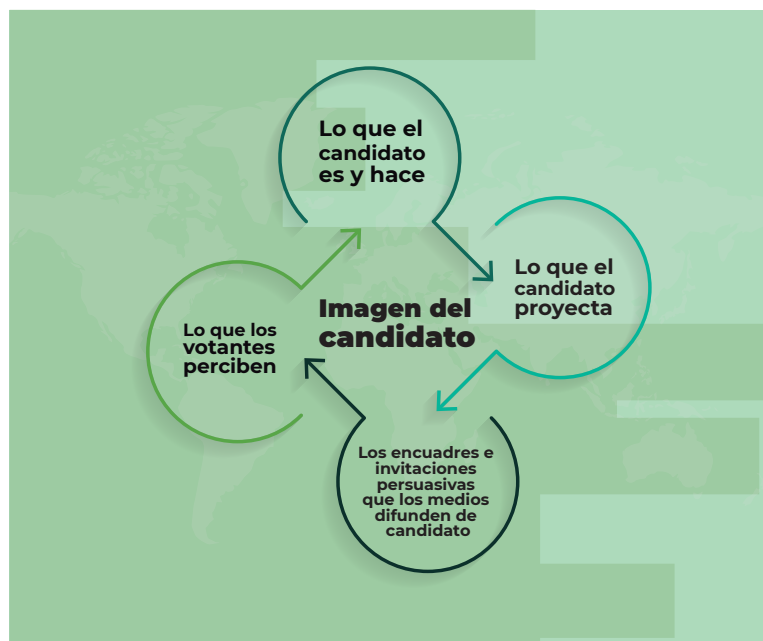 Lo que el
candidato
es y hace
Lo que el
candidato
proyecta
Imagen del
candidato
Lo que los
votantes
perciben
Los encuadres e
invitaciones
persuasivas
que los medios
difunden de
candidato